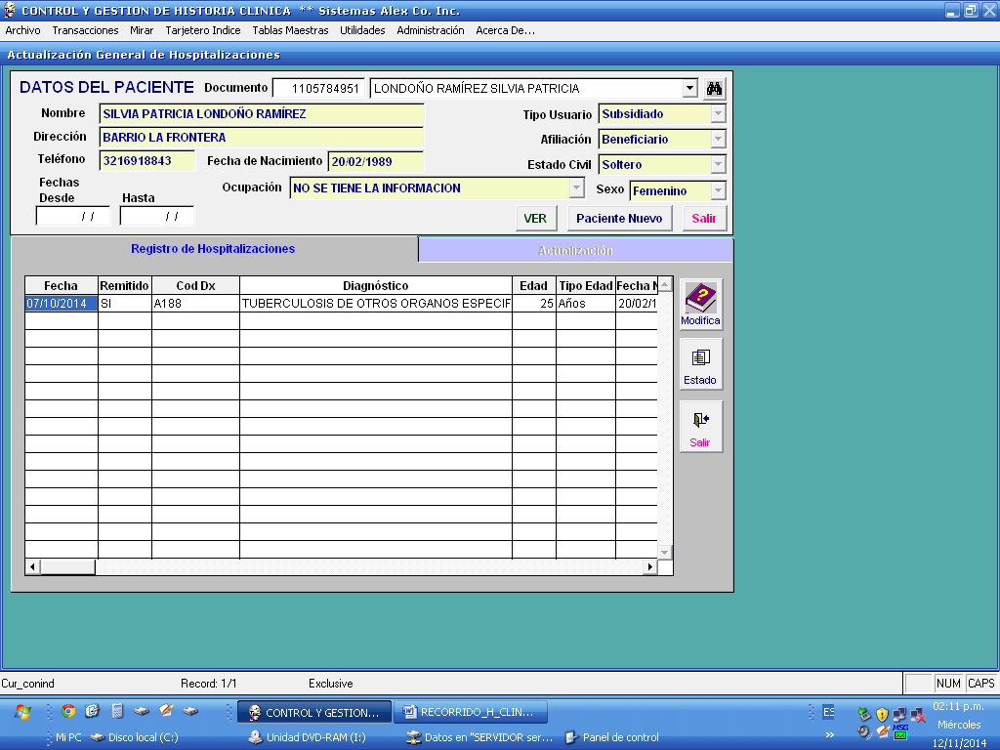 CONTROL Y GESTION DE HISTORIA CLINICA ** Sistemas Alex Co. Inc.
Archivo Transacciones Mirar Tarjetero Indice Tablas Maestras Utilidades Administración Acerca De...
Actualización General de Hospitalizaciones
DATOS DEL PACIENTE Documento 1105784951 LONDOÑO RAMÍREZ SILVIA PATRICIA
Nombre SILVIA PATRICIA LONDOÑO RAMÍREZ Tipo Usuario Subsidiado
Dirección BARRIO LA FRONTERA Afiliación Beneficiario
Teléfono 3216918843 Fecha de Nacimiento 20/02/1989 Estado Civil Soltero
Fechas
Desde Hasta Ocupación NO SE TIENE LA INFORMACION Sexo Femenino
/ / / / VER Paciente Nuevo Salir
Registro de Hospitalizaciones Actualización
Fecha Remitido Cod Dx Diagnóstico Edad Tipo Edad Fecha N
07/10/2014 SI A188 TUBERCULOSIS DE OTROS ORGANOS ESPECIF 25 Años 20/02/1
Modifica
Estado
Salir
Cur_conind Record: 1/1 Exclusive NUM CAPS
CONTROL Y GESTION... RECORRIDO_H_CLIN... ES 02:11 p.m.
MSG Miércoles
Mi PC Disco local (C:) Unidad DVD-RAM (I:) Datos en "SERVIDOR ser... Panel de control » 12/11/2014